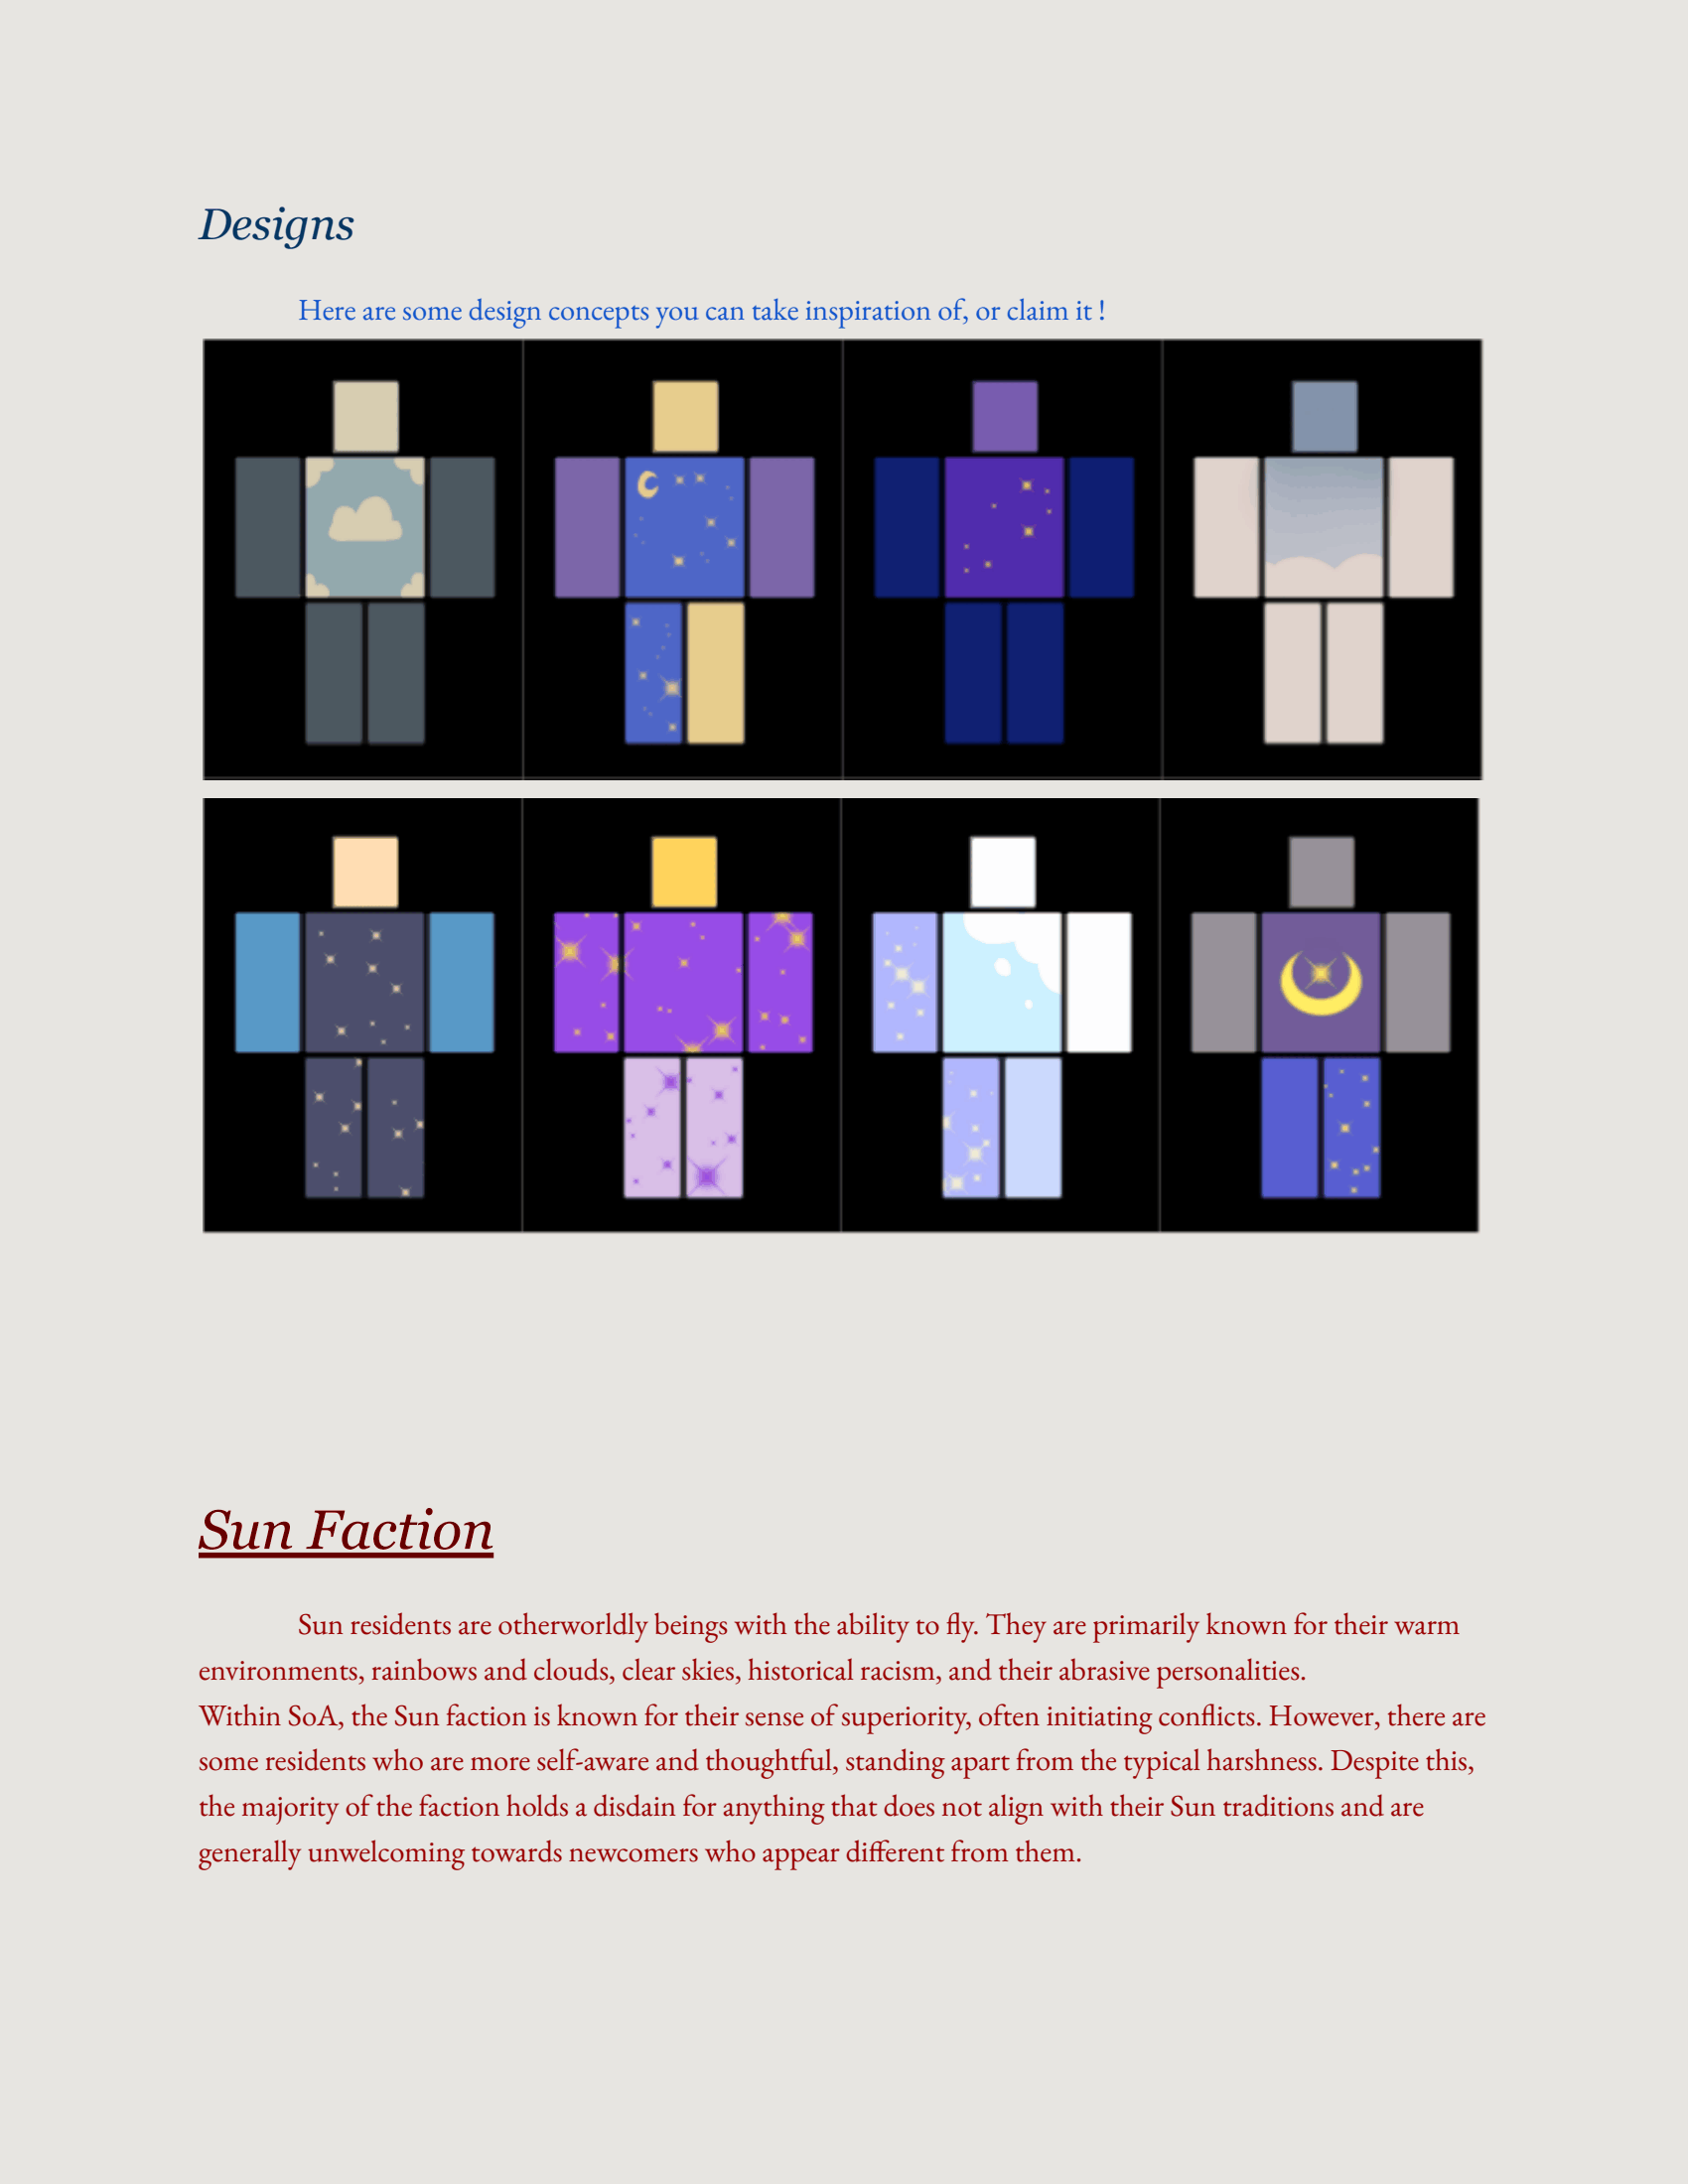 Designs
Here are some design concepts you can take inspiration of, or claim it !
Sun Faction
Sun residents are otherworldly beings with the ability to fly. They are primarily known for their warm
environments, rainbows and clouds, clear skies, historical racism, and their abrasive personalities.
Within SoA, the Sun faction is known for their sense of superiority, often initiating conflicts. However, there are
some residents who are more self-aware and thoughtful, standing apart from the typical harshness. Despite this,
the majority of the faction holds a disdain for anything that does not align with their Sun traditions and are
generally unwelcoming towards newcomers who appear different from them.